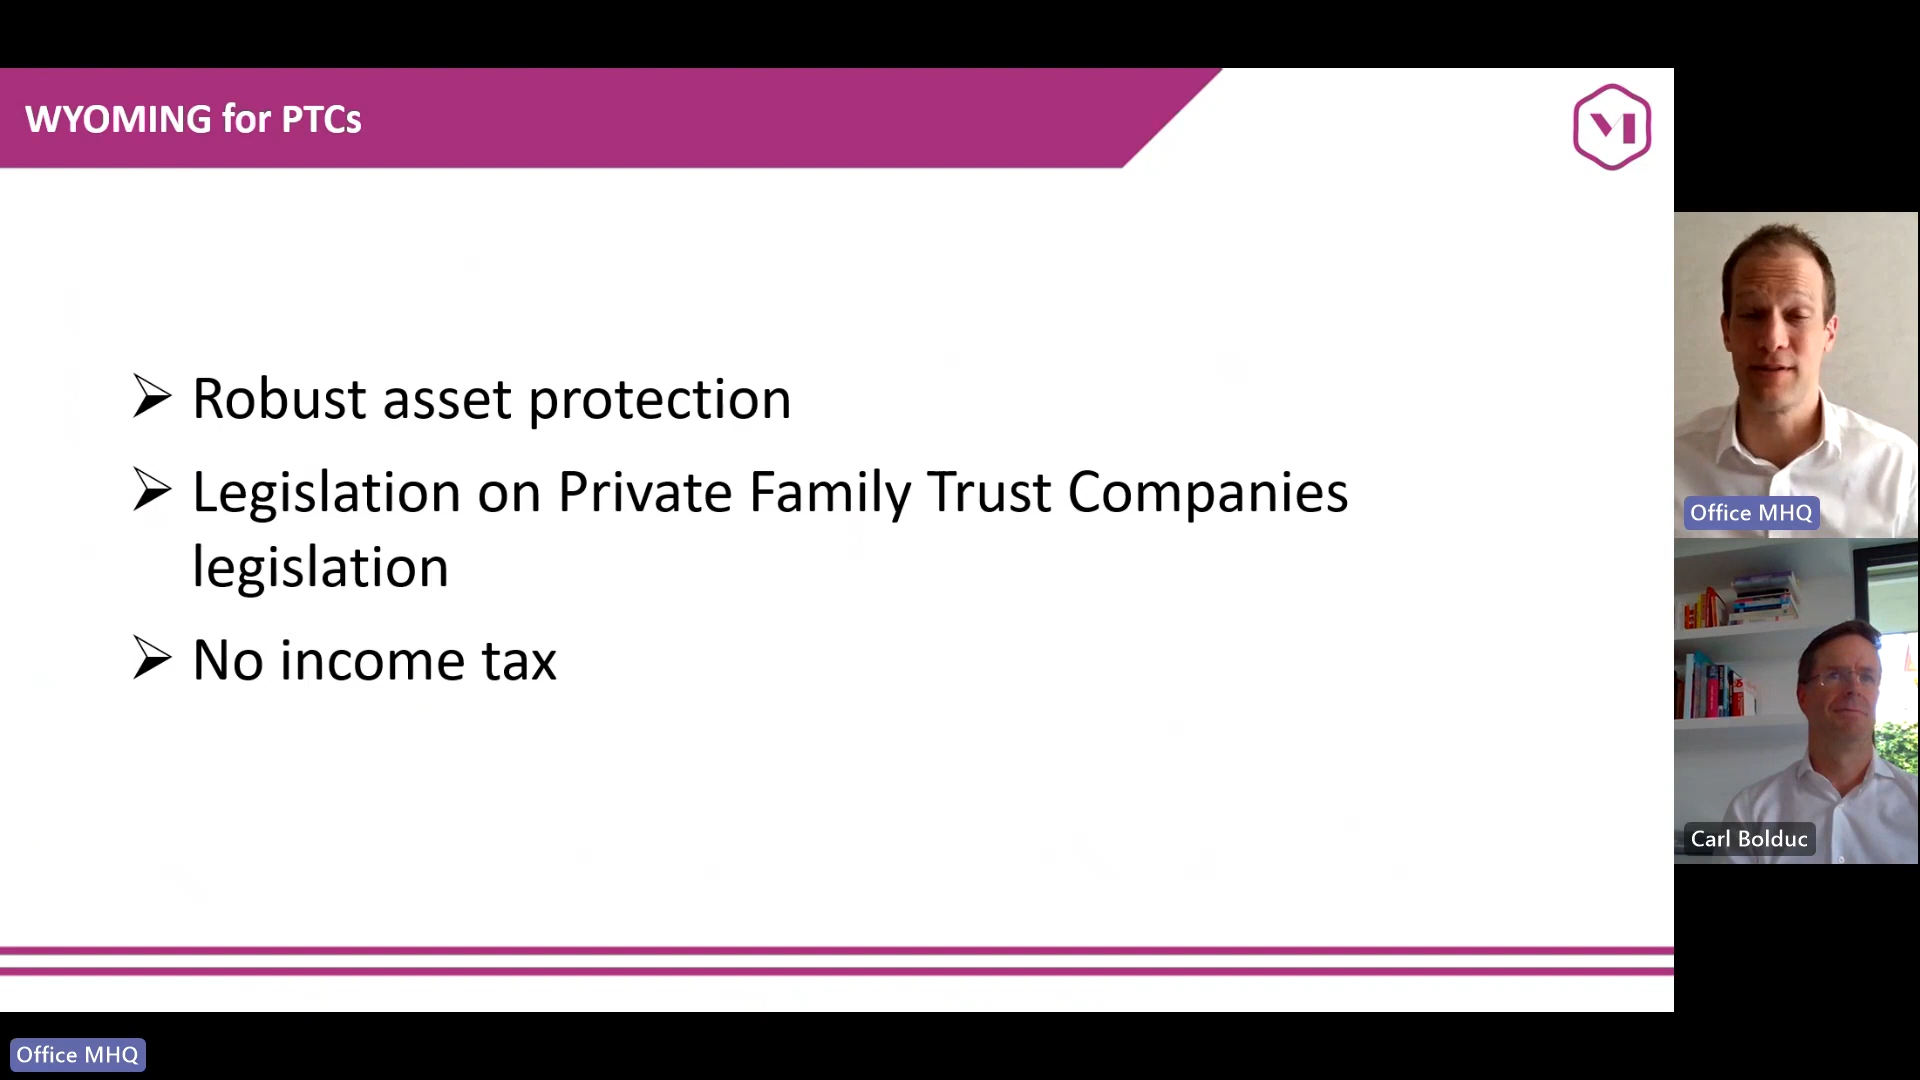 WYOMING for PTCs
Robust asset protection
Legislation on Private Family Trust Companies
legislation
No income tax
Office MHQ
Carl Bolduc
Office MHQ